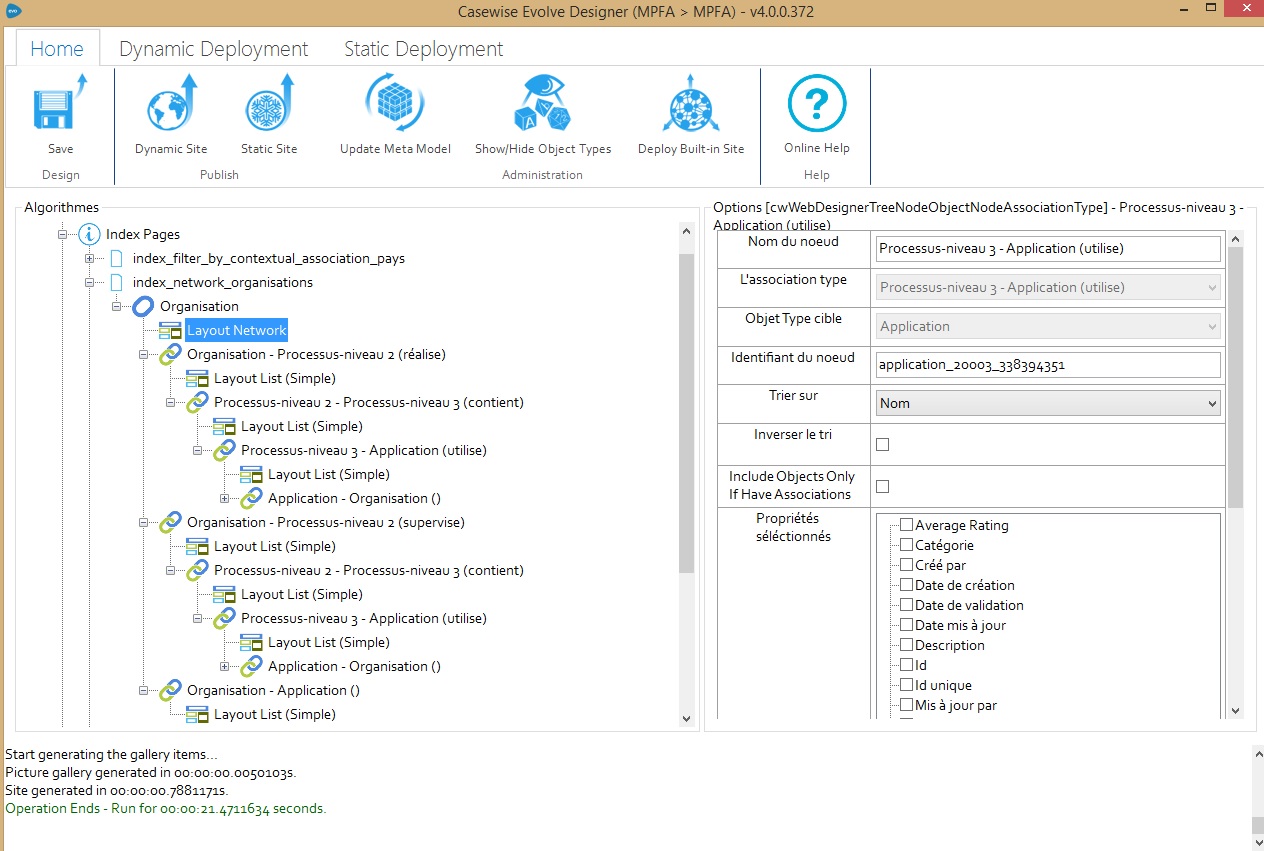 Casewise Evolve Designer (MPFA > MPFA) - v4.0.0.372
Home
Dynamic Deployment
Static Deployment
Save
Dynamic Site
Static Site
Update Meta Model
Show/Hide Object Types
Deploy Built-in Site
Online Help
Design
Publish
Administration
Help
Algorithmes
Index Pages
index_filter_by_contextual_association_pays
index_network_organisations
Organisation
Layout Network
Organisation - Processus-niveau 2 (réalise)
Layout List (Simple)
Processus-niveau 2 - Processus-niveau 3 (contient)
Layout List (Simple)
Processus-niveau 3 - Application (utilise)
Layout List (Simple)
Application - Organisation ()
Organisation - Processus-niveau 2 (supervise)
Layout List (Simple)
Processus-niveau 2 - Processus-niveau 3 (contient)
Layout List (Simple)
Processus-niveau 3 - Application (utilise)
Layout List (Simple)
Application - Organisation ()
Organisation - Application ()
Layout List (Simple)
Options [cwWebDesignerTreeNodeObjectNodeAssociationType] - Processus-niveau 3 -
Application (utilise)
Nom du noeud
Processus-niveau 3 - Application (utilise)
L'association type
Processus-niveau 3 - Application (utilise)
Objet Type cible
Application
Identifiant du noeud
application_20003_338394351
Trier sur
Nom
Inverser le tri
Include Objects Only
If Have Associations
Propriétés
séléctionnés
Average Rating
Catégorie
Créé par
Date de création
Date de validation
Date mis à jour
Description
Id
Id unique
Mis à jour par
Start generating the gallery items...
Picture gallery generated in 00:00:00.0050103s.
Site generated in 00:00:00.7881171s.
Operation Ends - Run for 00:00:21.4711634 seconds.